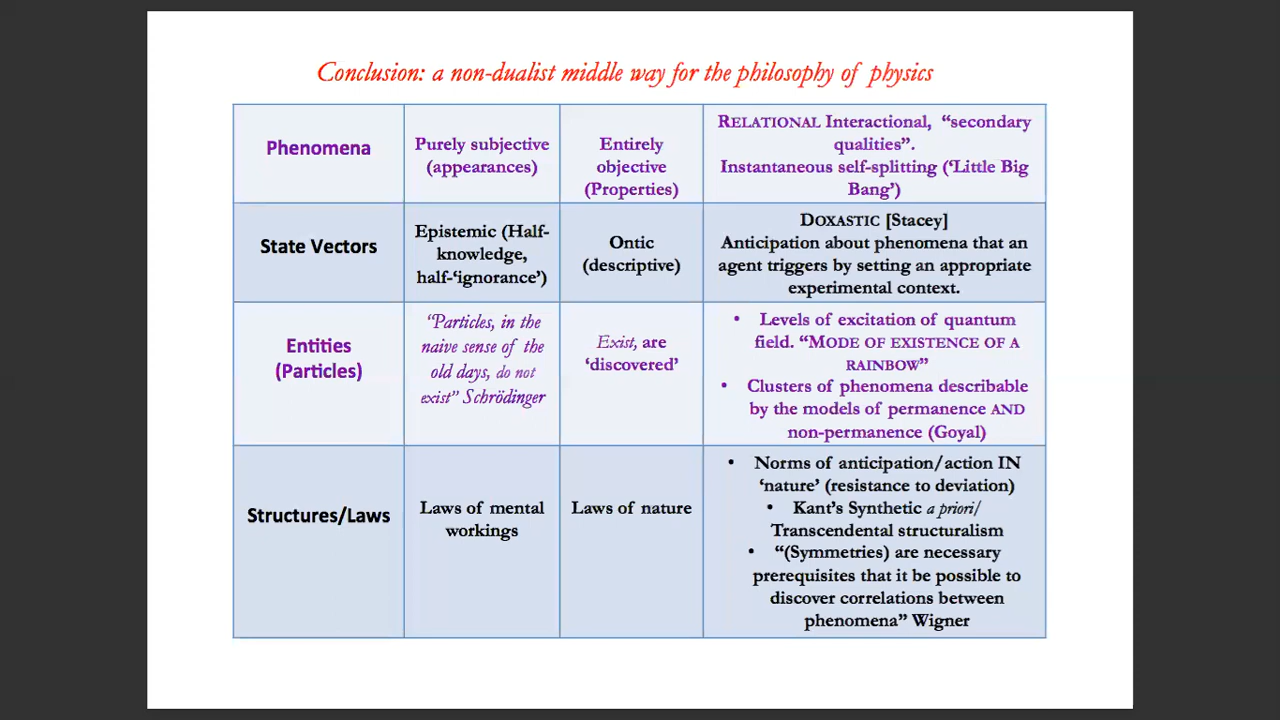 Conclusion: a non-dualist middle way for the philosophy of physics
Phenomena
Purely subjective
(appearances)
Entirely
objective
(Properties)
RELATIONAL Interactional, “secondary
qualities”.
Instantaneous self-splitting (‘Little Big
Bang’)
State Vectors
Epistemic (Half-
knowledge,
half-‘ignorance’)
Ontic
(descriptive)
DOXASTIC [Stacey]
Anticipation about phenomena that an
agent triggers by setting an appropriate
experimental context.
Entities
(Particles)
“Particles, in the
naive sense of the
old days, do not
exist” Schrödinger
Exist, are
‘discovered’
• Levels of excitation of quantum
field. “MODE OF EXISTENCE OF A
RAINBOW”
• Clusters of phenomena describable
by the models of permanence AND
non-permanence (Goyal)
Structures/Laws
Laws of mental
workings
Laws of nature
• Norms of anticipation/action IN
‘nature’ (resistance to deviation)
• Kant’s Synthetic a priori/
Transcendental structuralism
• “(Symmetries) are necessary
prerequisites that it be possible to
discover correlations between
phenomena” Wigner